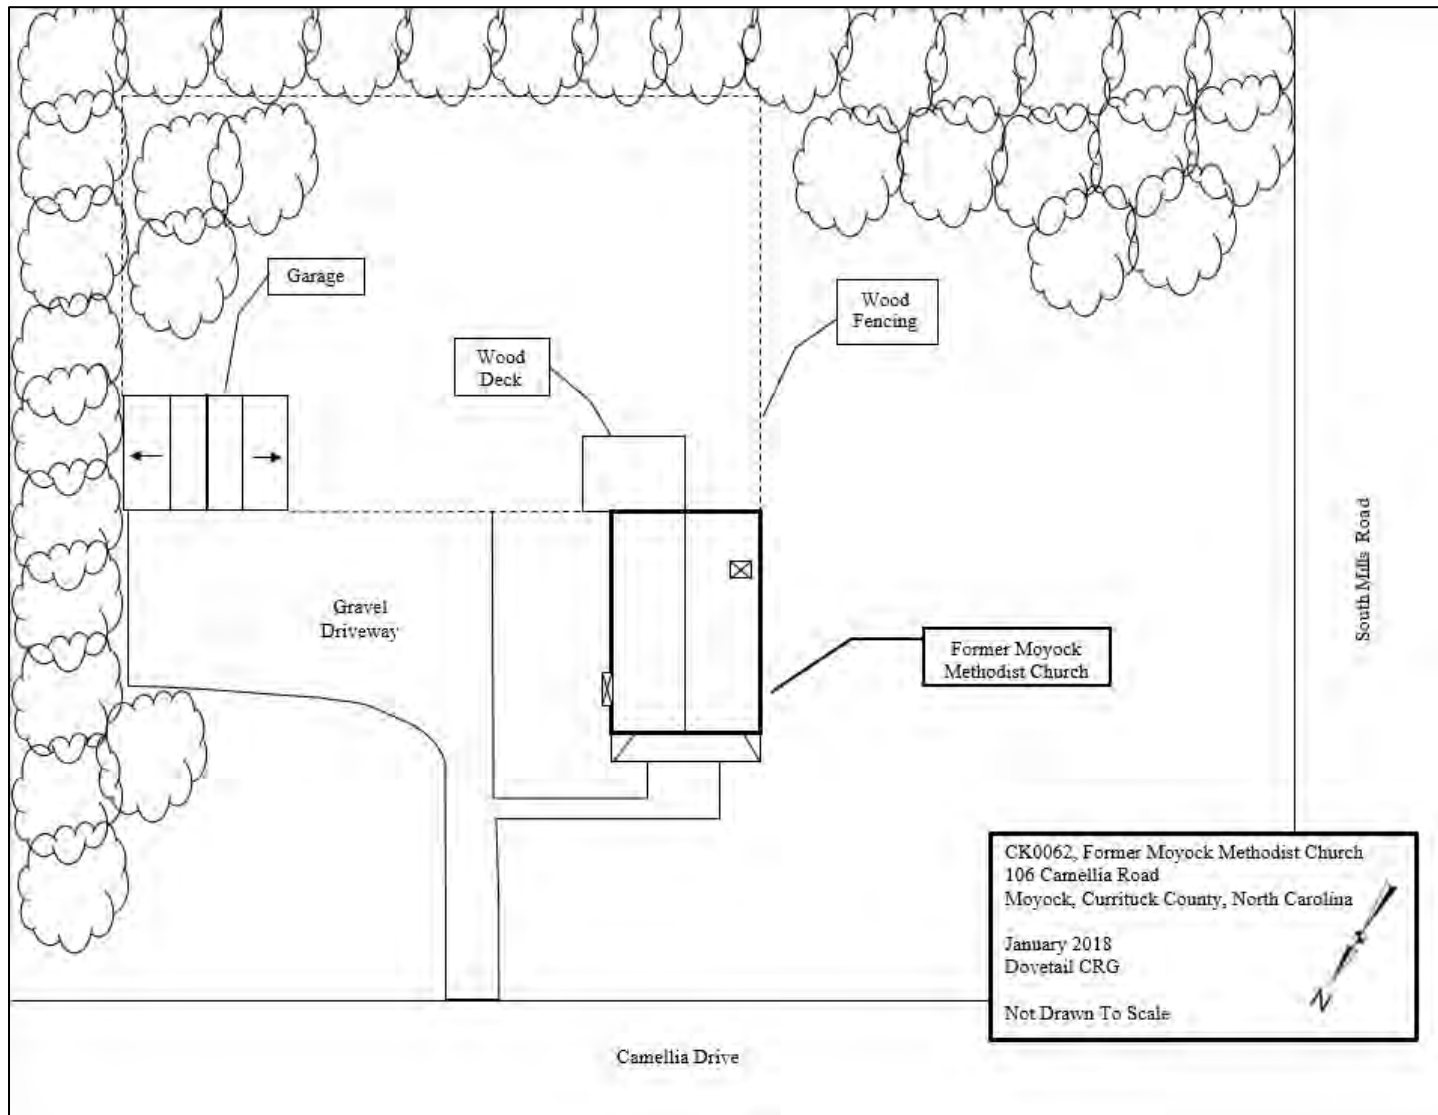 Garage
Wood
Fencing
Wood
Deck
South Mills Road
Gravel
Driveway
Former Moyock
Methodist Church
CK0062, Former Moyock Methodist Church
106 Camellia Road
Moyock, Currituck County, North Carolina
January 2018
Dovetail CRG
N
Not Drawn To Scale
Camellia Drive